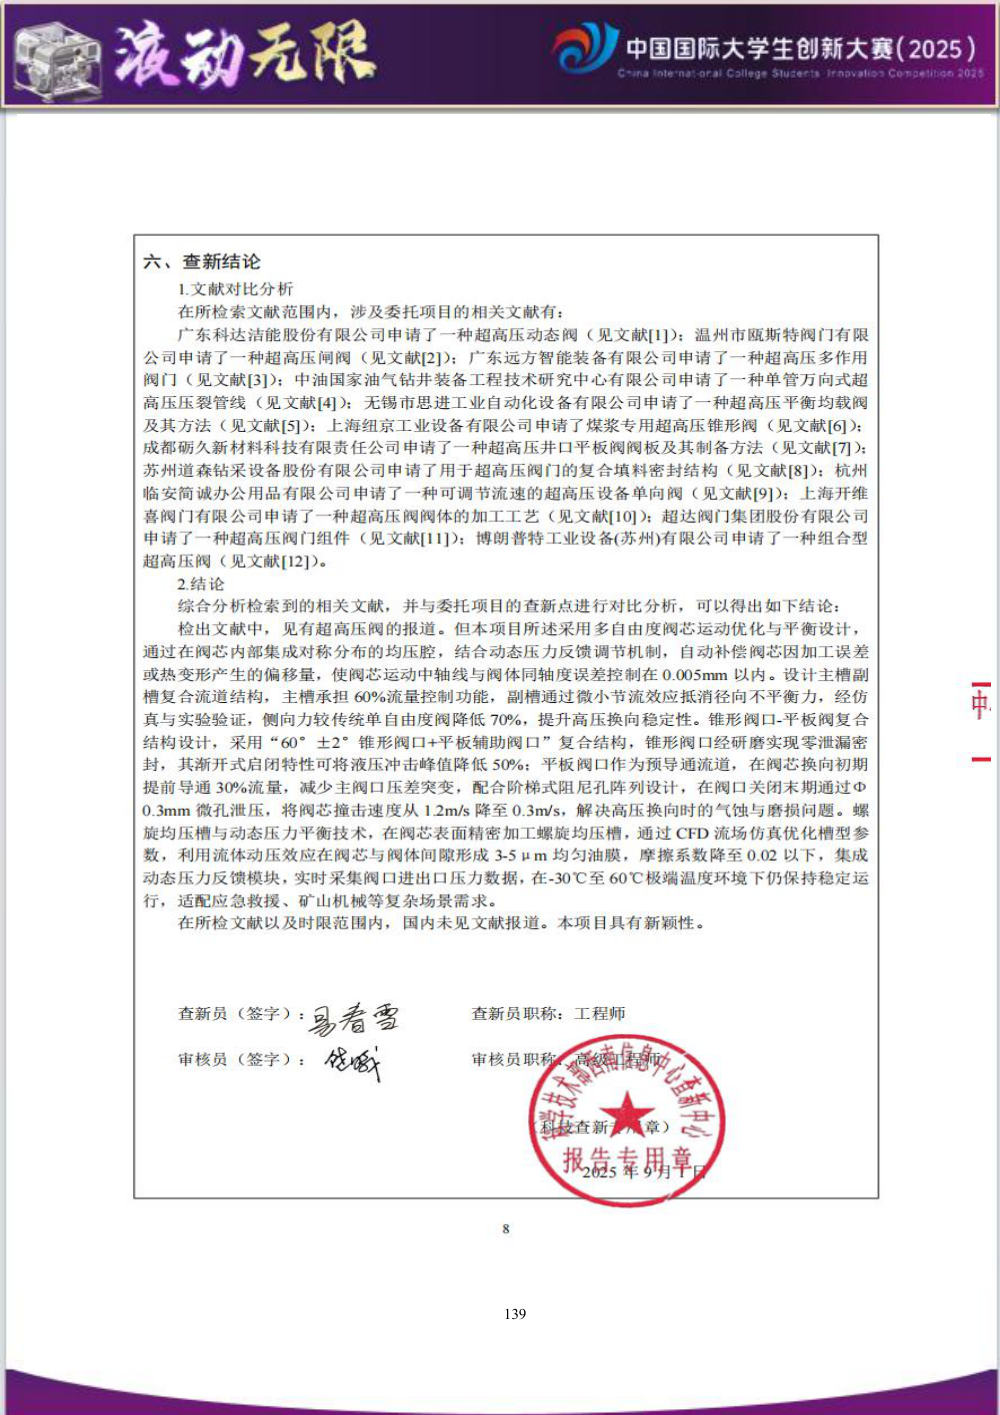 液动无限
中国国际大学生创新大赛(2025)
China International College Students' Innovation Competition 2025
六、查新结论
1.文献对比分析
在所检索文献范围内，涉及委托项目的相关文献有：
广东科达洁能股份有限公司申请了一种超高压动态阀（见文献[1]）；温州市瓯斯特阀门有限
公司申请了一种超高压闸阀（见文献[2]）；广东远方智能装备有限公司申请了一种超高压多作用
阀门（见文献[3]）；中油国家油气钻井装备工程技术研究中心有限公司申请了一种单管万向式超
高压压裂管线（见文献[4]）；无锡市思进工业自动化设备有限公司申请了一种超高压平衡均载阀
及其方法（见文献[5]）；上海纽京工业设备有限公司申请了煤浆专用超高压锥形阀（见文献[6]）；
成都砺久新材料科技有限责任公司申请了一种超高压井口平板阀阀板及其制备方法（见文献[7]）；
苏州道森钻采设备股份有限公司申请了用于超高压阀门的复合填料密封结构（见文献[8]）；杭州
临安简诚办公用品有限公司申请了一种可调节流速的超高压设备单向阀（见文献[9]）；上海开维
喜阀门有限公司申请了一种超高压阀阀体的加工工艺（见文献[10]）；超达阀门集团股份有限公司
申请了一种超高压阀门组件（见文献[11]）；博朗普特工业设备(苏州)有限公司申请了一种组合型
超高压阀（见文献[12]）。
2.结论
综合分析检索到的相关文献，并与委托项目的查新点进行对比分析，可以得出如下结论：
检出文献中，见有超高压阀的报道。但本项目所述采用多自由度阀芯运动优化与平衡设计，
通过在阀芯内部集成对称分布的均压腔，结合动态压力反馈调节机制，自动补偿阀芯因加工误差
或热变形产生的偏移量，使阀芯运动中轴线与阀体同轴度误差控制在 0.005mm 以内。设计主槽副
槽复合流道结构，主槽承担 60%流量控制功能，副槽通过微小节流效应抵消径向不平衡力，经仿
真与实验验证，侧向力较传统单自由度阀降低 70%，提升高压换向稳定性。锥形阀口-平板阀复合
结构设计，采用“60°±2°锥形阀口+平板辅助阀口”复合结构，锥形阀口经研磨实现零泄漏密
封，其渐开式启闭特性可将液压冲击峰值降低 50%；平板阀口作为预导通流道，在阀芯换向初期
提前导通 30%流量，减少主阀口压差突变，配合阶梯式阻尼孔阵列设计，在阀口关闭末期通过Φ
0.3mm 微孔泄压，将阀芯撞击速度从 1.2m/s 降至 0.3m/s，解决高压换向时的气蚀与磨损问题。螺
旋均压槽与动态压力平衡技术，在阀芯表面精密加工螺旋均压槽，通过 CFD 流场仿真优化槽型参
数，利用流体动压效应在阀芯与阀体间隙形成 3-5μm 均匀油膜，摩擦系数降至 0.02 以下，集成
动态压力反馈模块，实时采集阀口进出口压力数据，在-30℃至 60℃极端温度环境下仍保持稳定运
行，适配应急救援、矿山机械等复杂场景需求。
在所检文献以及时限范围内，国内未见文献报道。本项目具有新颖性。
查新员（签字）：易春雪 查新员职称：工程师
审核员（签字）： 审核员职称：高级工程师
科学技术部西南信息中心查新中心
（科技查新专用章）
报告专用章
2025 年 9 月 1 日
中
8
139